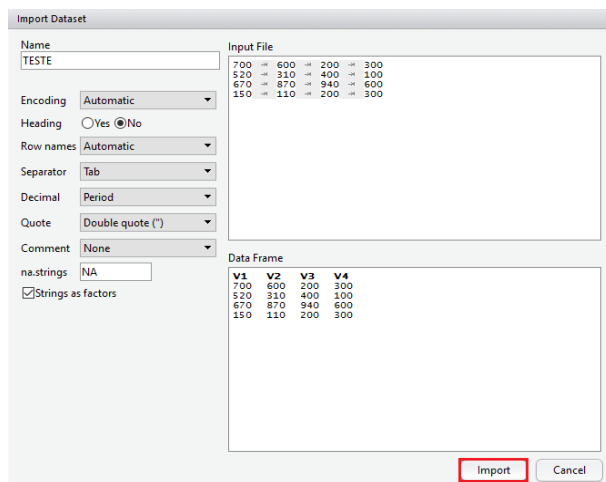 Import Dataset
Name
TESTE
Encoding Automatic
Heading Yes No
Row names Automatic
Separator Tab
Decimal Period
Quote Double quote (")
Comment None
na.strings NA
Strings as factors
Input File
700 ⇥ 600 ⇥ 200 ⇥ 300
520 ⇥ 310 ⇥ 400 ⇥ 100
670 ⇥ 870 ⇥ 940 ⇥ 600
150 ⇥ 110 ⇥ 200 ⇥ 300
Data Frame
V1 V2 V3 V4
700 600 200 300
520 310 400 100
670 870 940 600
150 110 200 300
Import Cancel